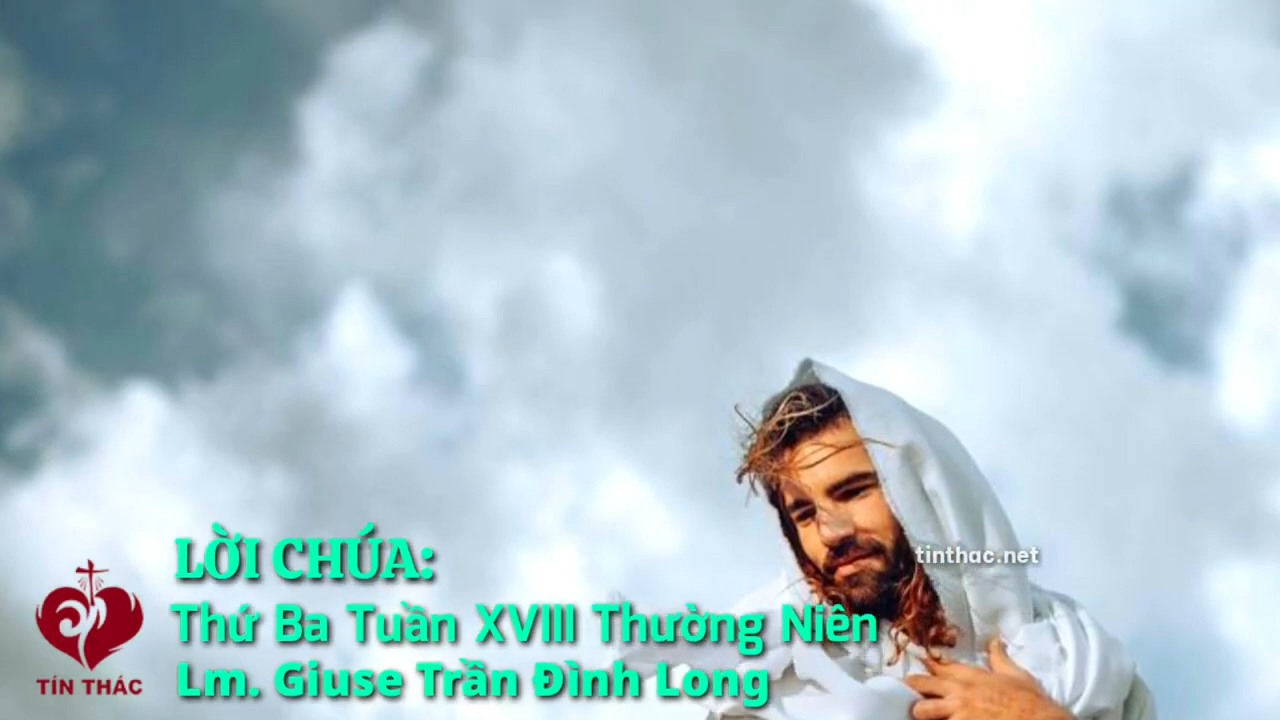 LỜI CHÚA:
tinthac.net
Thứ Ba Tuần XVIII Thường Niên
Lm. Giuse Trần Đình Long
TÍN THÁC